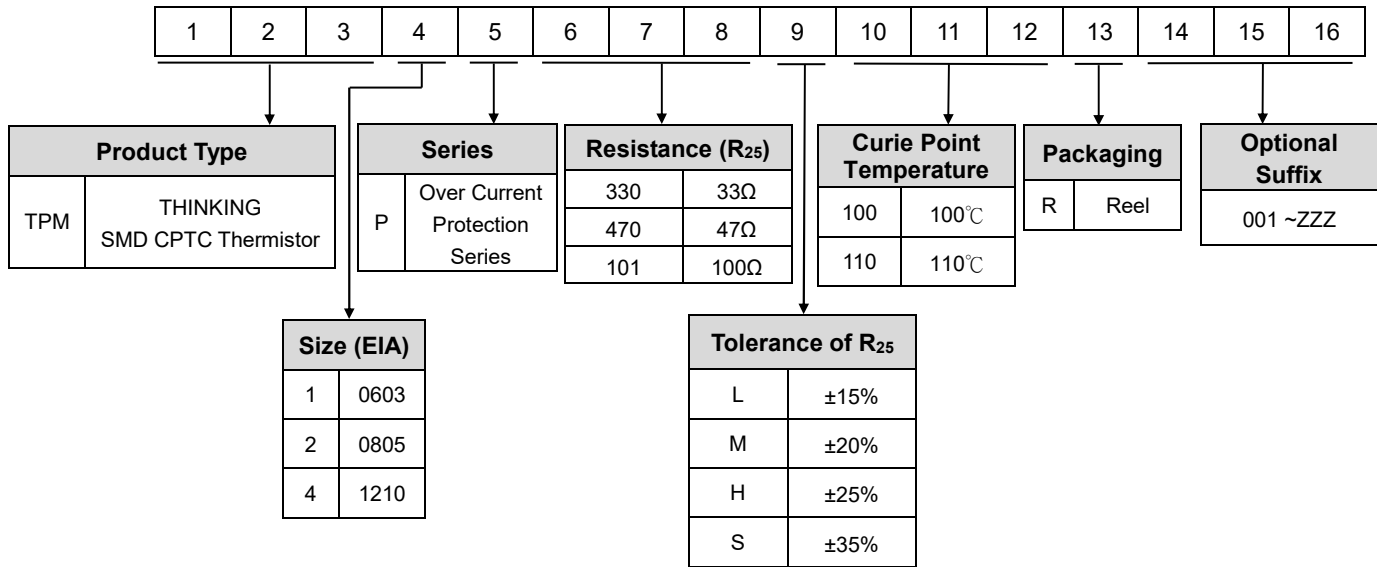 1 2 3 4 5 6 7 8 9 10 11 12 13 14 15 16
Product Type
TPM THINKING
SMD CPTC Thermistor
Series
P Over Current
Protection
Series
Resistance (R25)
330 33Ω
470 47Ω
101 100Ω
Curie Point
Temperature
100 100℃
110 110℃
Packaging
R Reel
Optional
Suffix
001 ~ZZZ
Size (EIA)
1 0603
2 0805
4 1210
Tolerance of R25
L ±15%
M ±20%
H ±25%
S ±35%